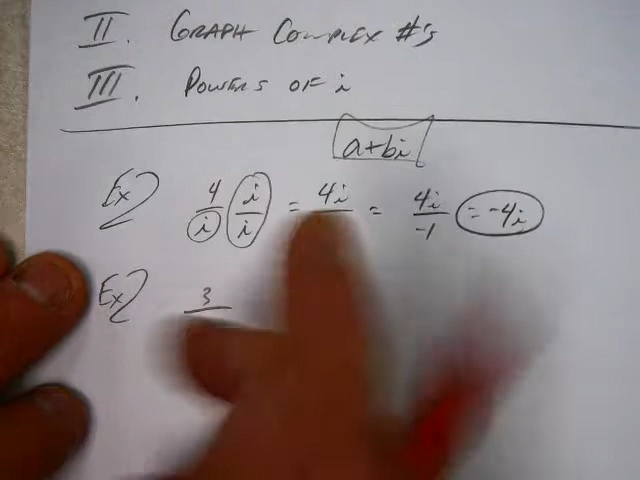 II. GRAPH COMPLEX #'s
III. POWERS OF i
a+bi
Ex) 4/i (i/i) = 4i = 4i/-1 = -4i
Ex) 3